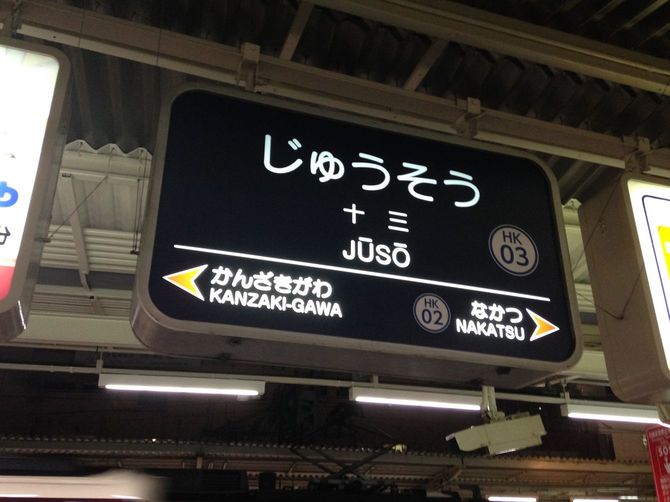 じゅうそう
十三
JŪSŌ
HK
03
かんざきがわ
KANZAKI-GAWA
HK
02
なかつ
NAKATSU
分